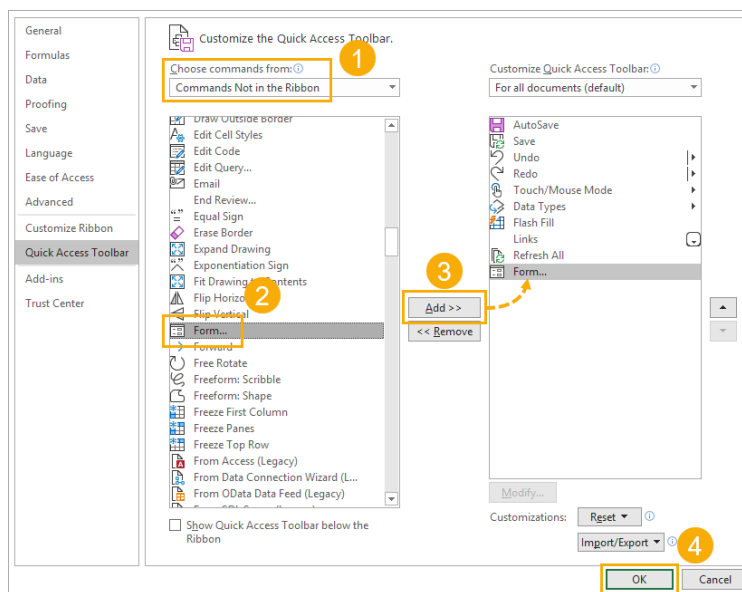 General
Formulas
Data
Proofing
Save
Language
Ease of Access
Advanced
Customize Ribbon
Quick Access Toolbar
Add-ins
Trust Center
Customize the Quick Access Toolbar.
1
Choose commands from:
Commands Not in the Ribbon
Draw Outside Border
Edit Cell Styles
Edit Code
Edit Query...
Email
End Review...
Equal Sign
Erase Border
Expand Drawing
Exponentiation Sign
Fit Drawing to Contents
Flip Horizo
2
Flip Vertical
Form...
Forward
Free Rotate
Freeform: Scribble
Freeform: Shape
Freeze First Column
Freeze Panes
Freeze Top Row
From Access (Legacy)
From Data Connection Wizard (L...
From OData Data Feed (Legacy)
Show Quick Access Toolbar below the
Ribbon
3
Add >>
<< Remove
Customize Quick Access Toolbar:
For all documents (default)
AutoSave
Save
Undo
Redo
Touch/Mouse Mode
Data Types
Flash Fill
Links
Refresh All
Form...
Modify...
Customizations:
Reset
Import/Export
4
OK
Cancel